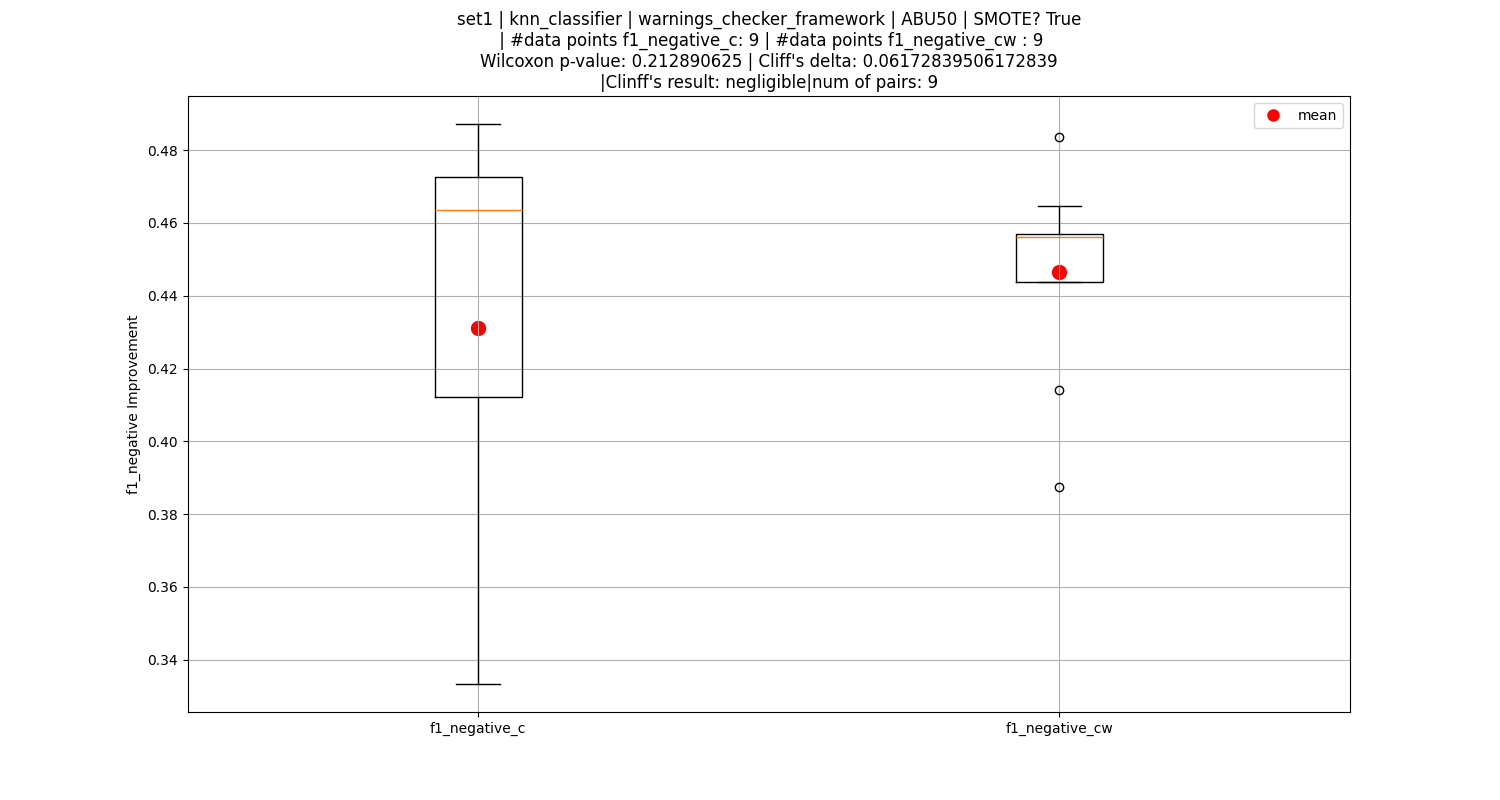 set1 | knn_classifier | warnings_checker_framework | ABU50 | SMOTE? True
| #data points f1_negative_c: 9 | #data points f1_negative_cw : 9
Wilcoxon p-value: 0.212890625 | Cliff's delta: 0.06172839506172839
|Clinff's result: negligible|num of pairs: 9
mean
0.48
0.46
0.44
0.42
0.40
0.38
0.36
0.34
f1_negative Improvement
f1_negative_c
f1_negative_cw